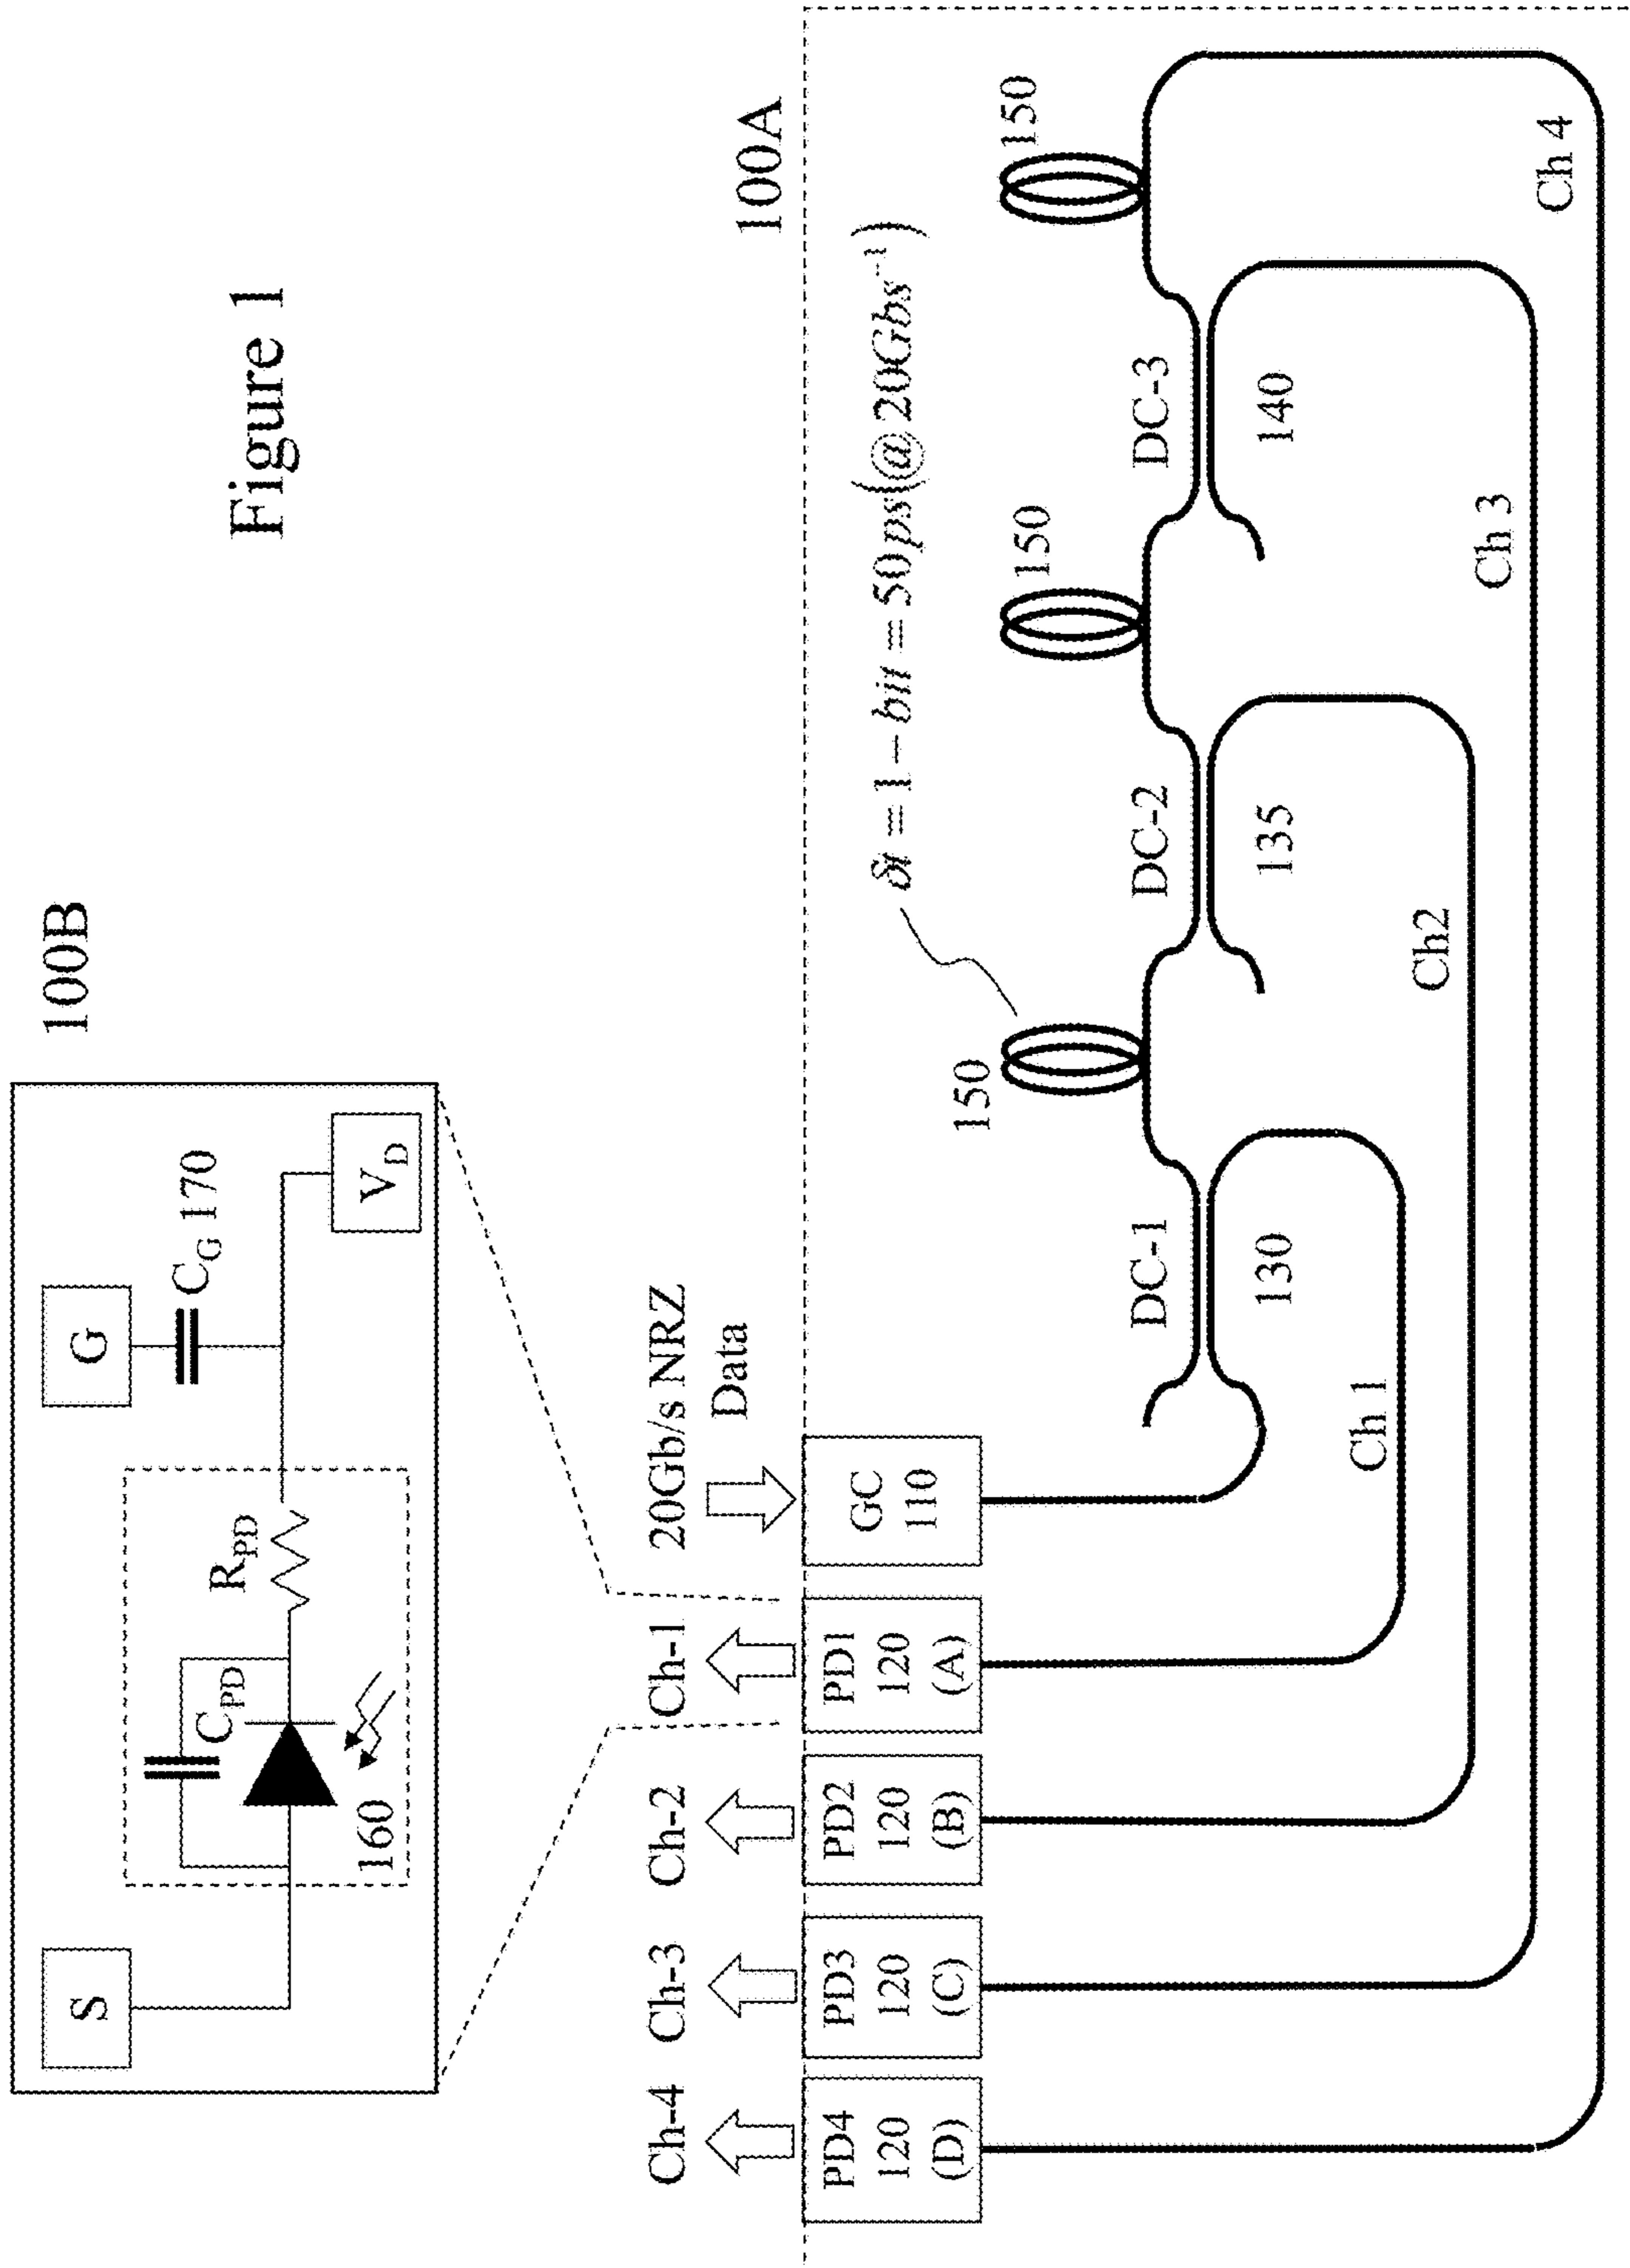 100B
G
C_G 170
V_D
S
C_PD
R_PD
160
Figure 1
100A
Ch-4
Ch-3
Ch-2
Ch-1
20Gb/s NRZ
Data
PD4
120
(D)
PD3
120
(C)
PD2
120
(B)
PD1
120
(A)
GC
110
δt = 1 − bit = 50ps(@20Gbs⁻¹)
150
150
150
DC-1
DC-2
DC-3
130
135
140
Ch 1
Ch2
Ch 3
Ch 4